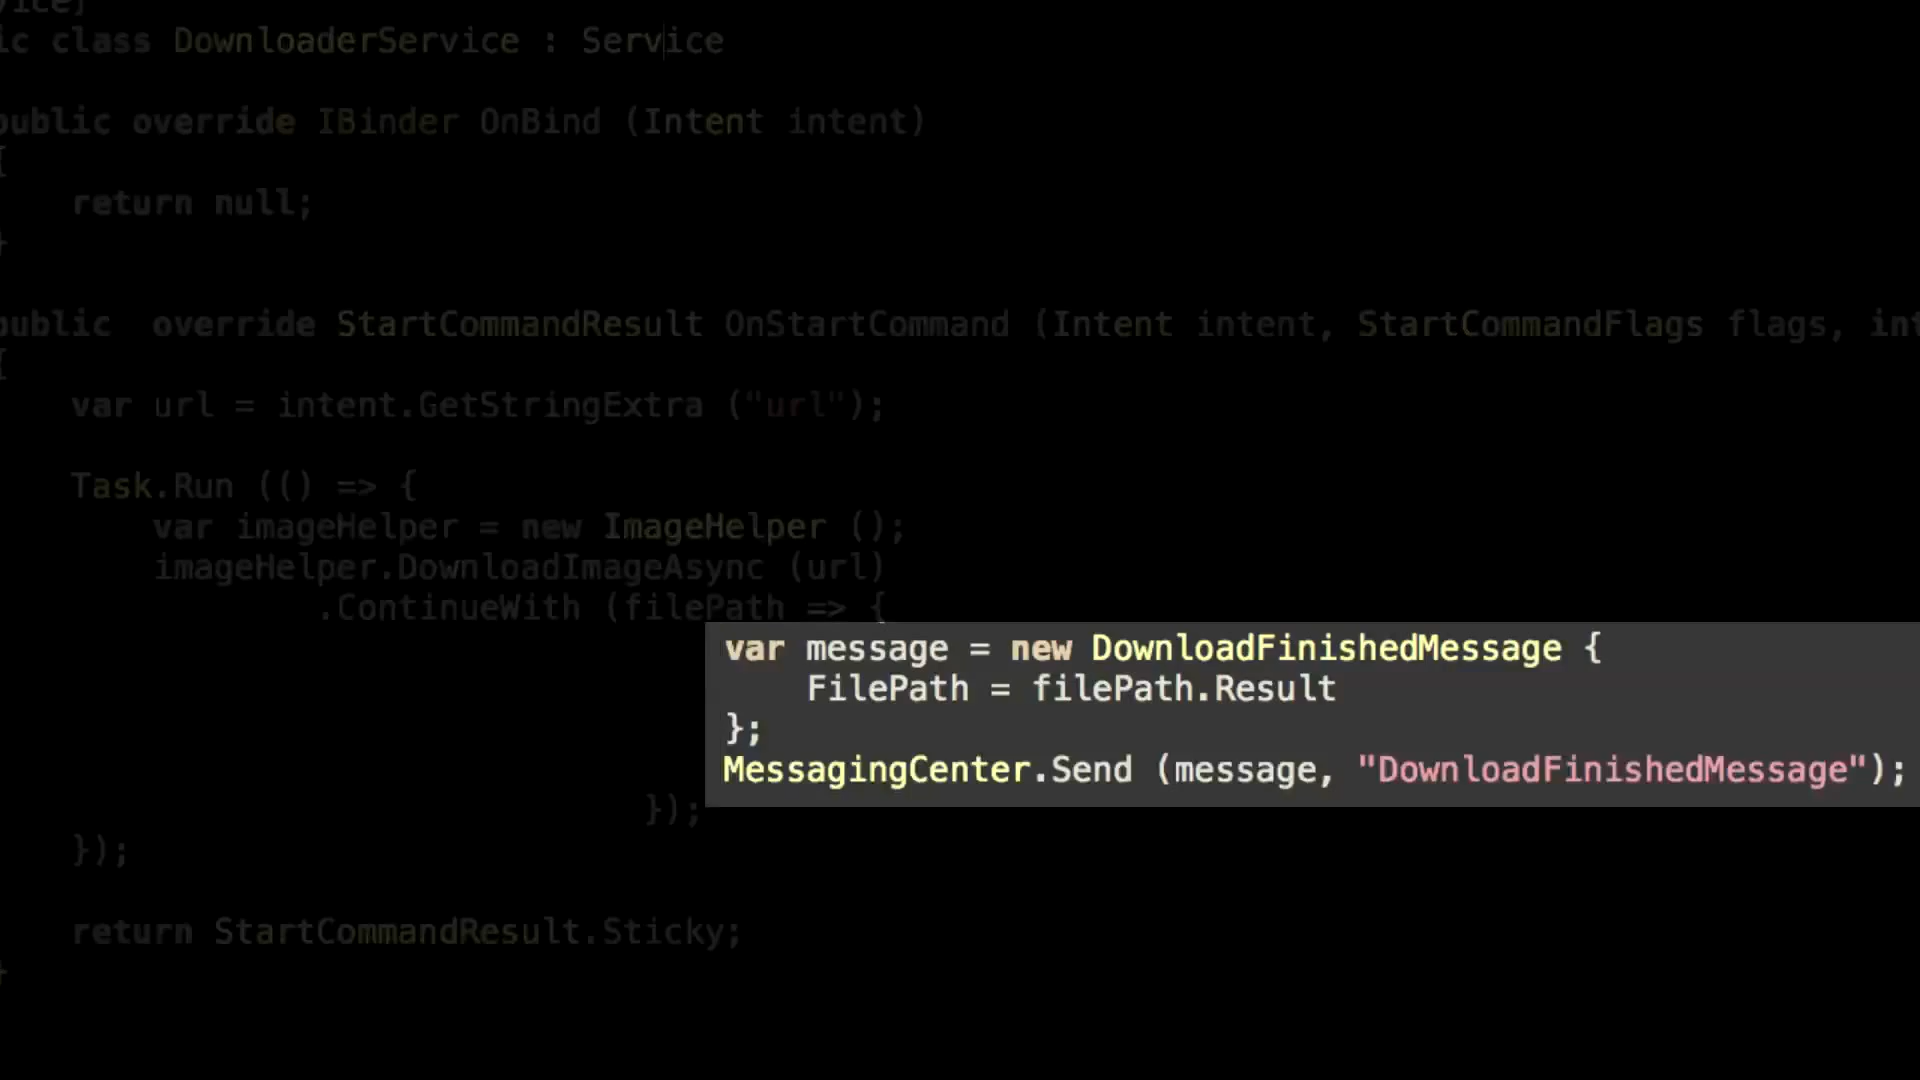 vice]
ic class DownloaderService : Service
public override IBinder OnBind (Intent intent)
{
return null;
}
public  override StartCommandResult OnStartCommand (Intent intent, StartCommandFlags flags, int
{
var url = intent.GetStringExtra ("url");
Task.Run (() => {
var imageHelper = new ImageHelper ();
imageHelper.DownloadImageAsync (url)
.ContinueWith (filePath => {
var message = new DownloadFinishedMessage {
FilePath = filePath.Result
};
MessagingCenter.Send (message, "DownloadFinishedMessage");
});
});
return StartCommandResult.Sticky;
}